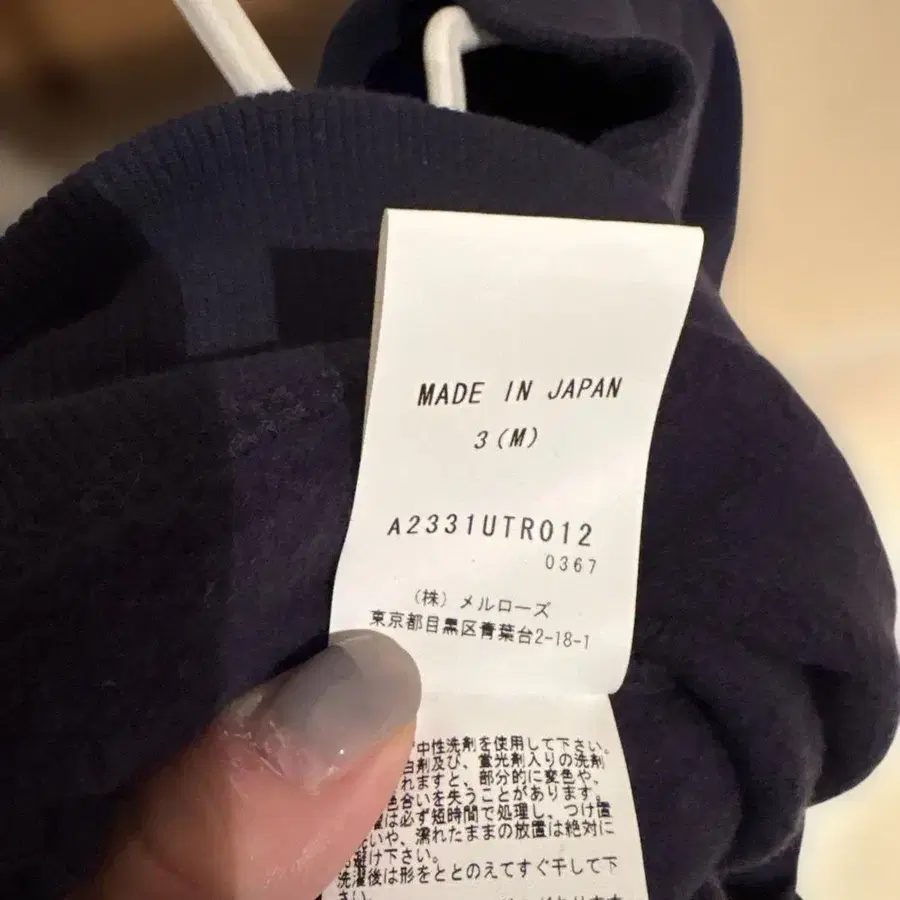 MADE IN JAPAN
3(M)
A2331UTR012
0367
(株) メルローズ
東京都目黒区青葉台2-18-1
中性洗剤を使用して下さい。
白剤及び、蛍光剤入りの洗剤
れますと、部分的に変色や、
色合いを失うことがあります。
は必ず短時間で処理し、つけ置
いや、濡れたままの放置は絶対に
避け下さい。
洗濯後は形をととのえてすぐ干して下
さい。